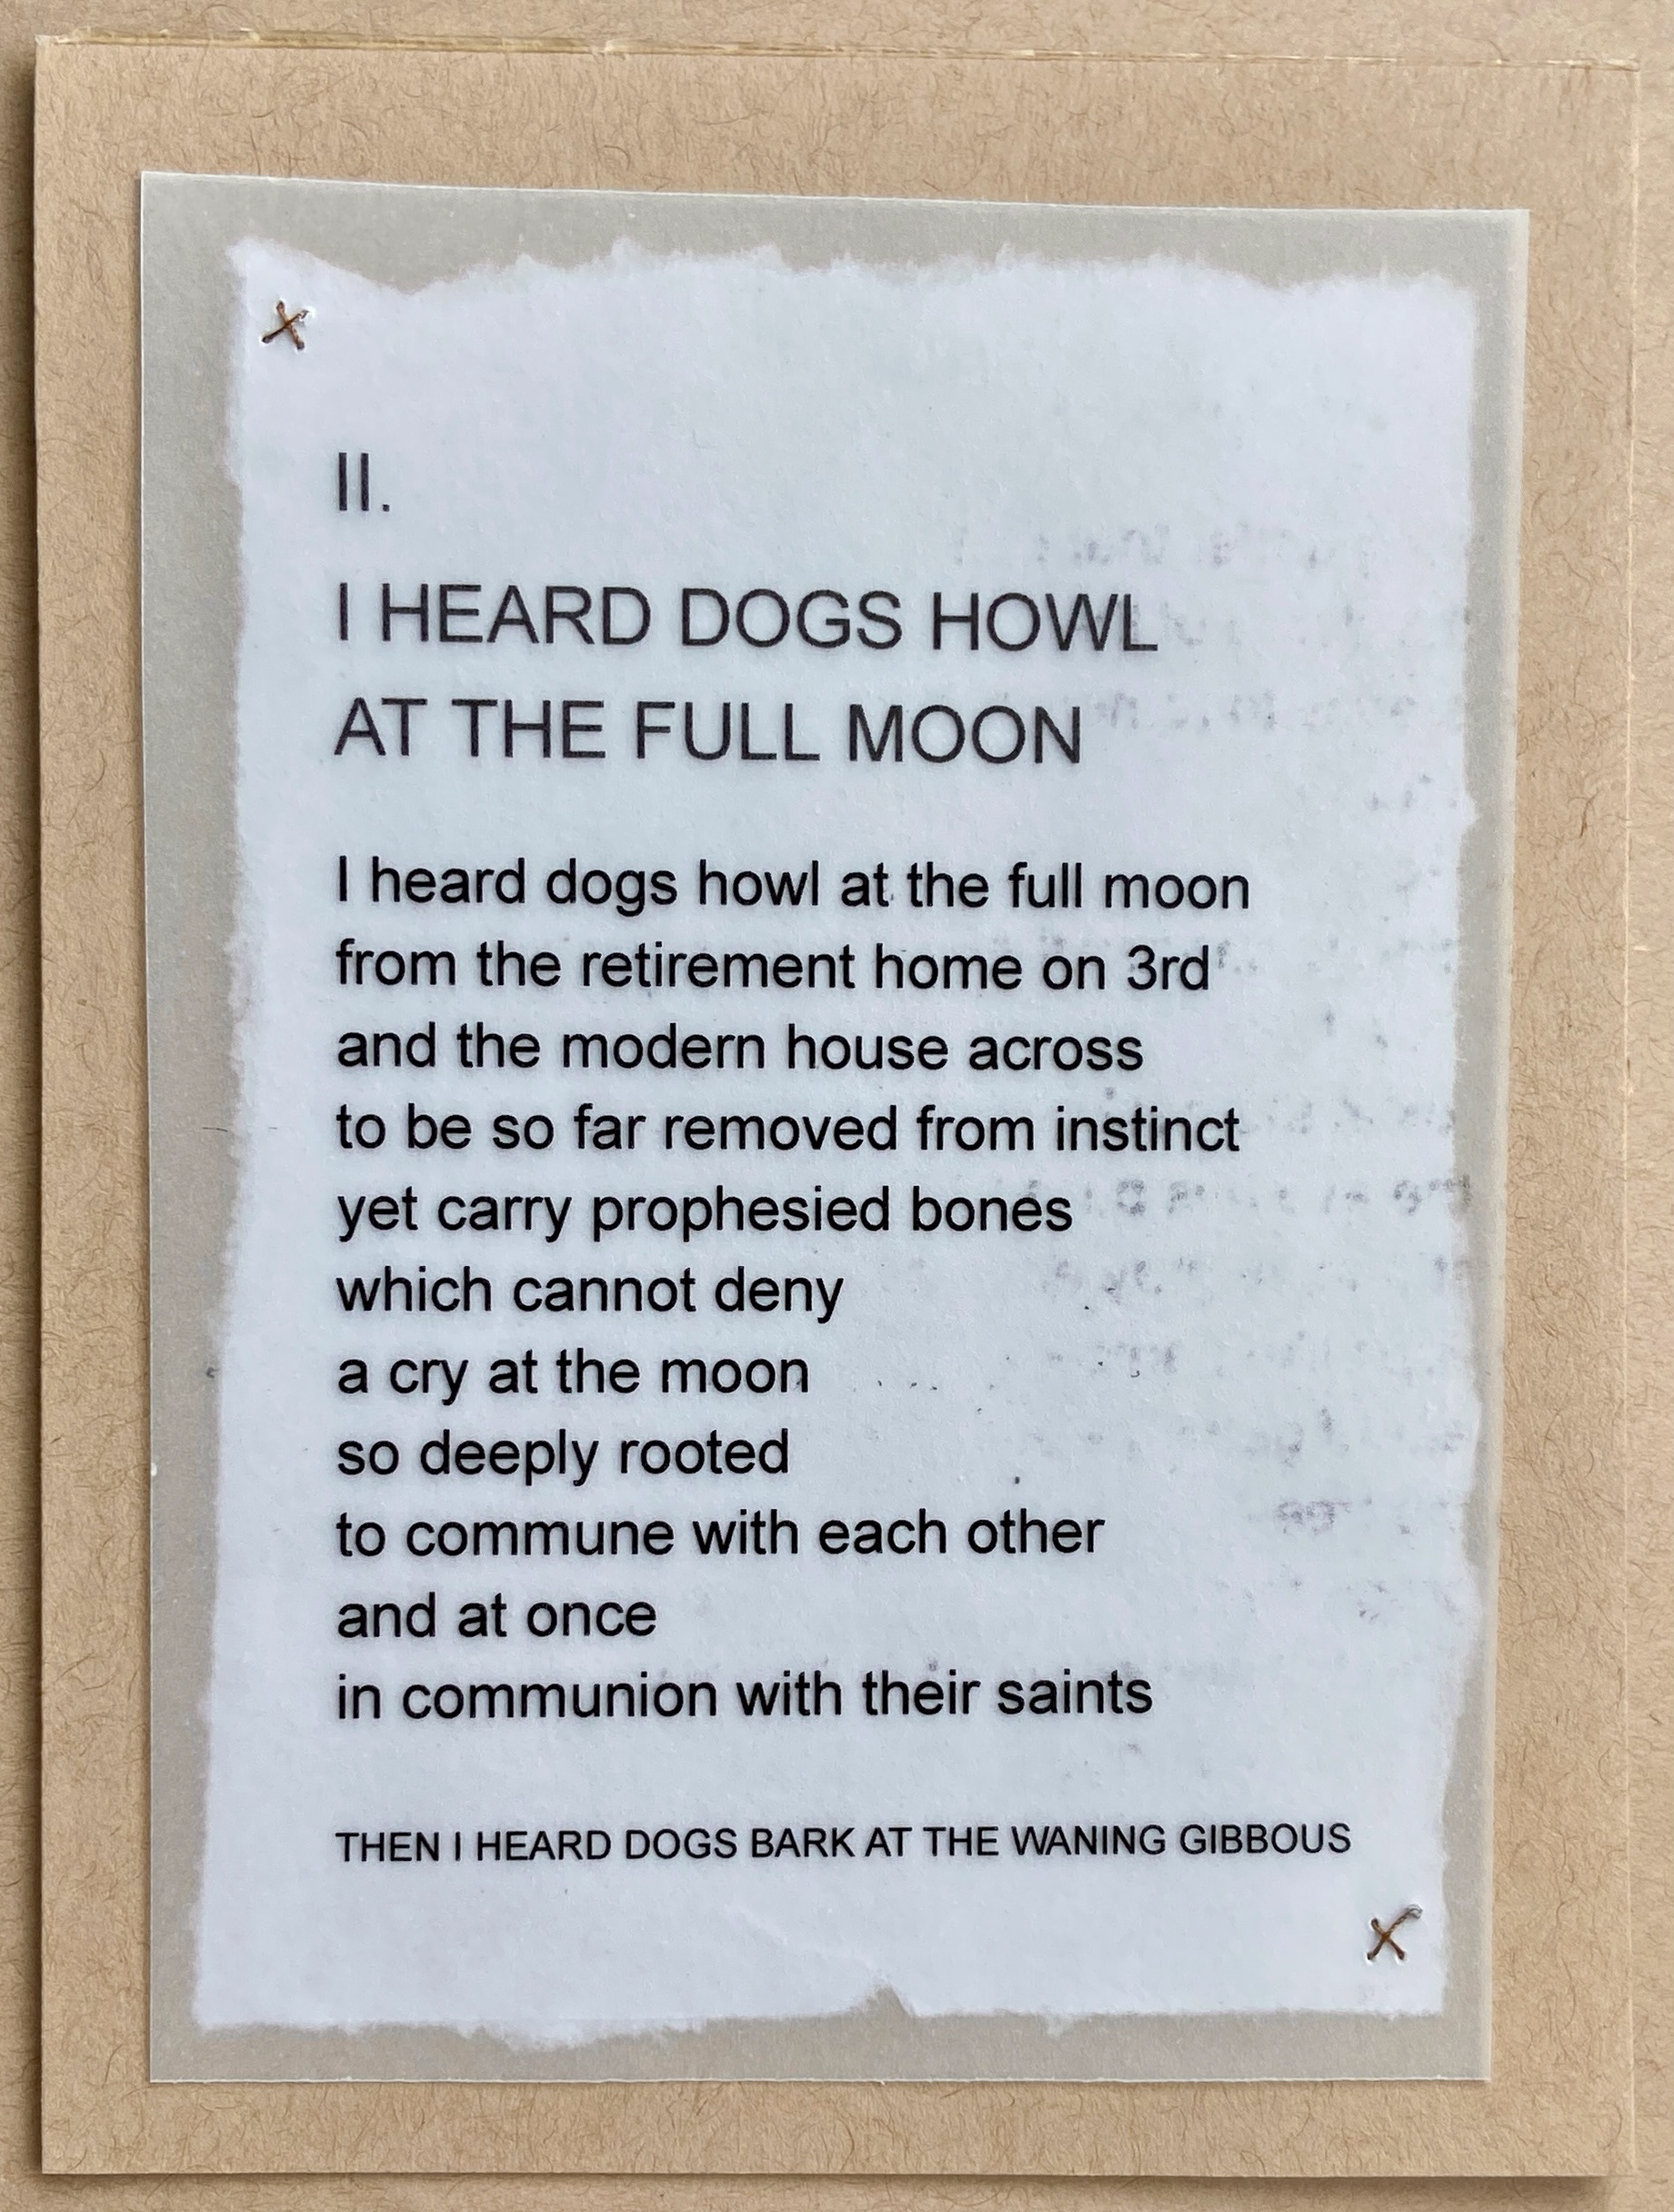 II.
I HEARD DOGS HOWL
AT THE FULL MOON
I heard dogs howl at the full moon
from the retirement home on 3rd
and the modern house across
to be so far removed from instinct
yet carry prophesied bones
which cannot deny
a cry at the moon
so deeply rooted
to commune with each other
and at once
in communion with their saints
THEN I HEARD DOGS BARK AT THE WANING GIBBOUS